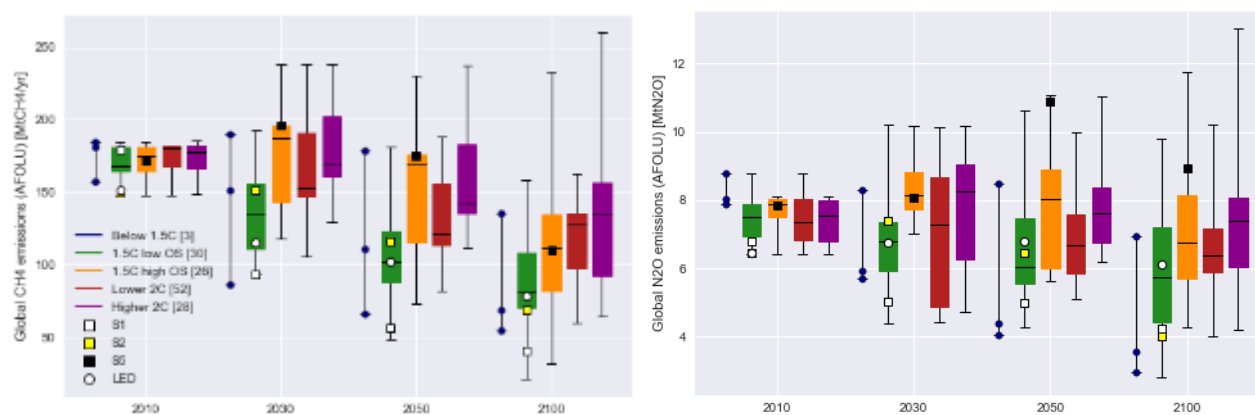 Global CH4 emissions (AFOLU) [MtCH4/yr]
250
200
150
100
50
Below 1.5C [3]
1.5C low OS [30]
1.5C high OS [26]
Lower 2C [52]
Higher 2C [28]
S1
S2
S5
LED
2010
2030
2050
2100
Global N2O emissions (AFOLU) [MtN2O]
12
10
8
6
4
2010
2030
2050
2100